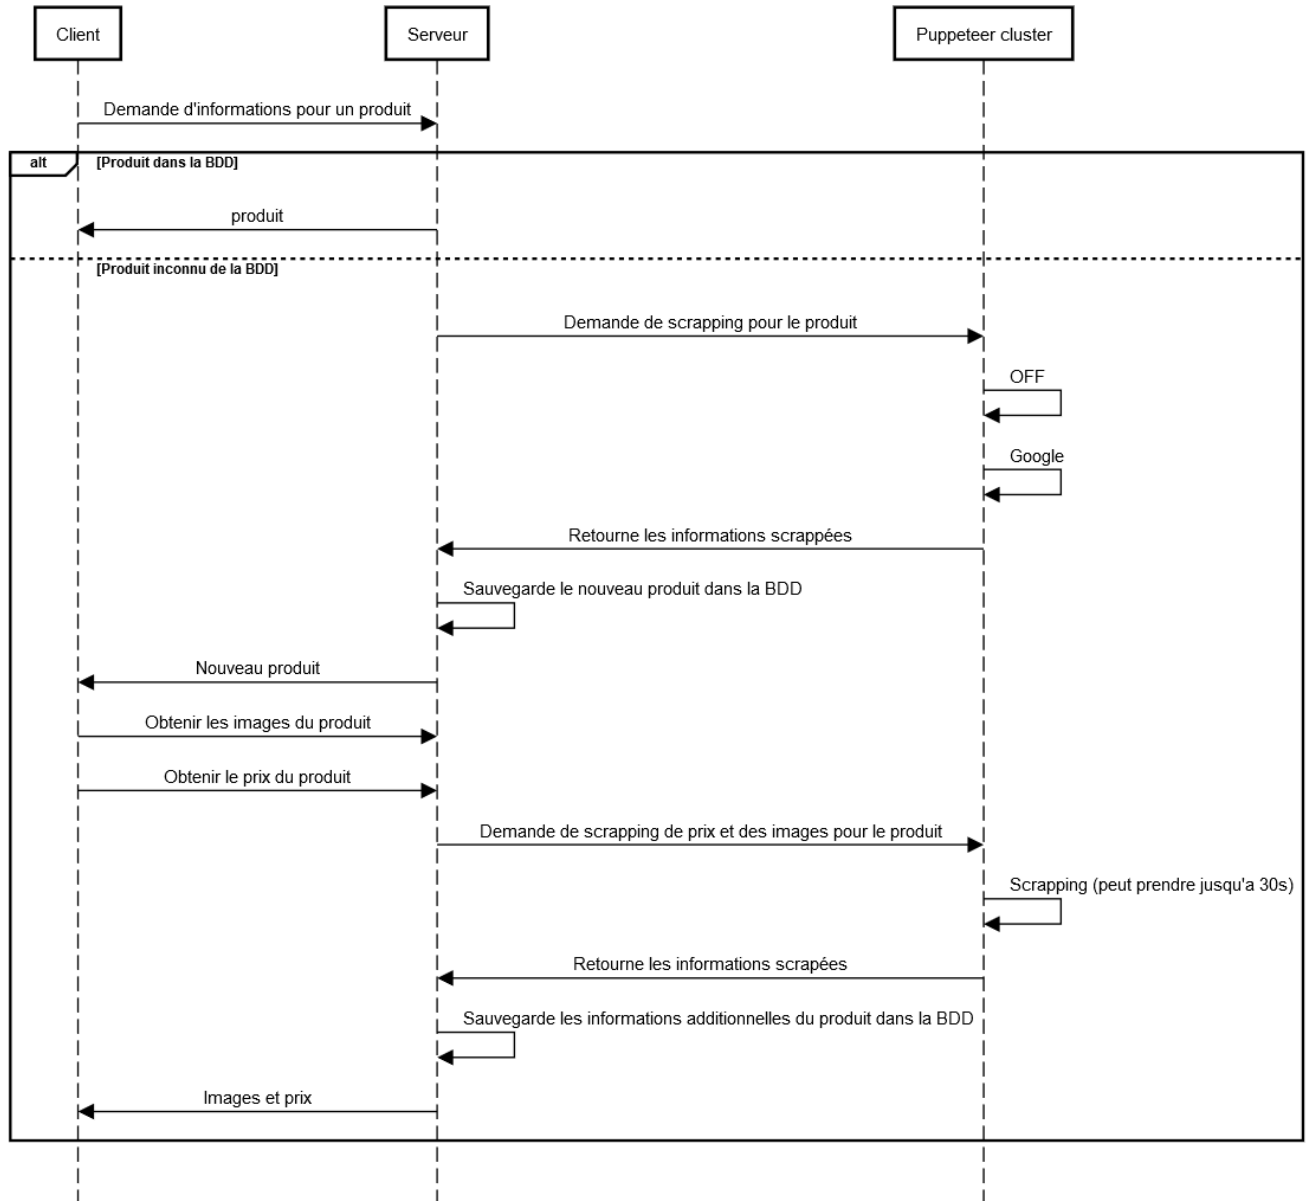 Client
Serveur
Puppeteer cluster
Demande d'informations pour un produit
alt
[Produit dans la BDD]
produit
[Produit inconnu de la BDD]
Demande de scrapping pour le produit
OFF
Google
Retourne les informations scrappées
Sauvegarde le nouveau produit dans la BDD
Nouveau produit
Obtenir les images du produit
Obtenir le prix du produit
Demande de scrapping de prix et des images pour le produit
Scrapping (peut prendre jusqu'a 30s)
Retourne les informations scrapées
Sauvegarde les informations additionnelles du produit dans la BDD
Images et prix